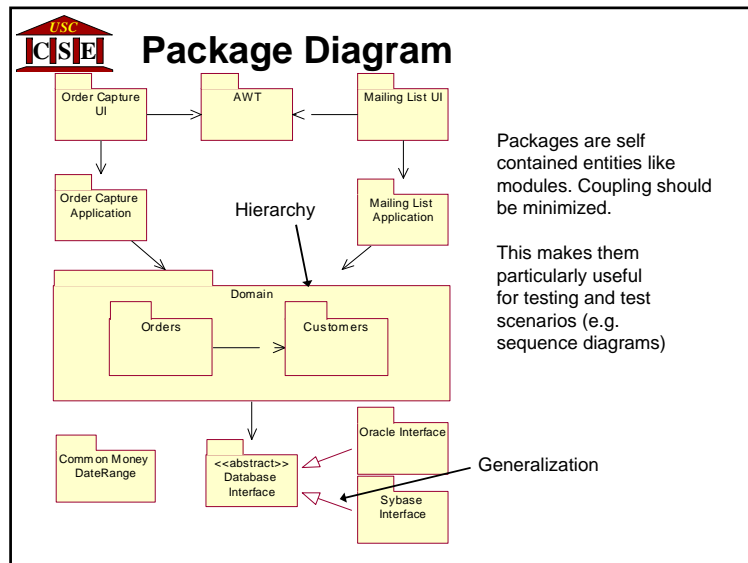 USC
C S E
Package Diagram
Order Capture
UI
AWT
Mailing List UI
Order Capture
Application
Hierarchy
Mailing List
Application
Packages are self
contained entities like
modules. Coupling should
be minimized.
This makes them
particularly useful
for testing and test
scenarios (e.g.
sequence diagrams)
Domain
Orders
Customers
Common Money
DateRange
<<abstract>>
Database
Interface
Oracle Interface
Generalization
Sybase
Interface